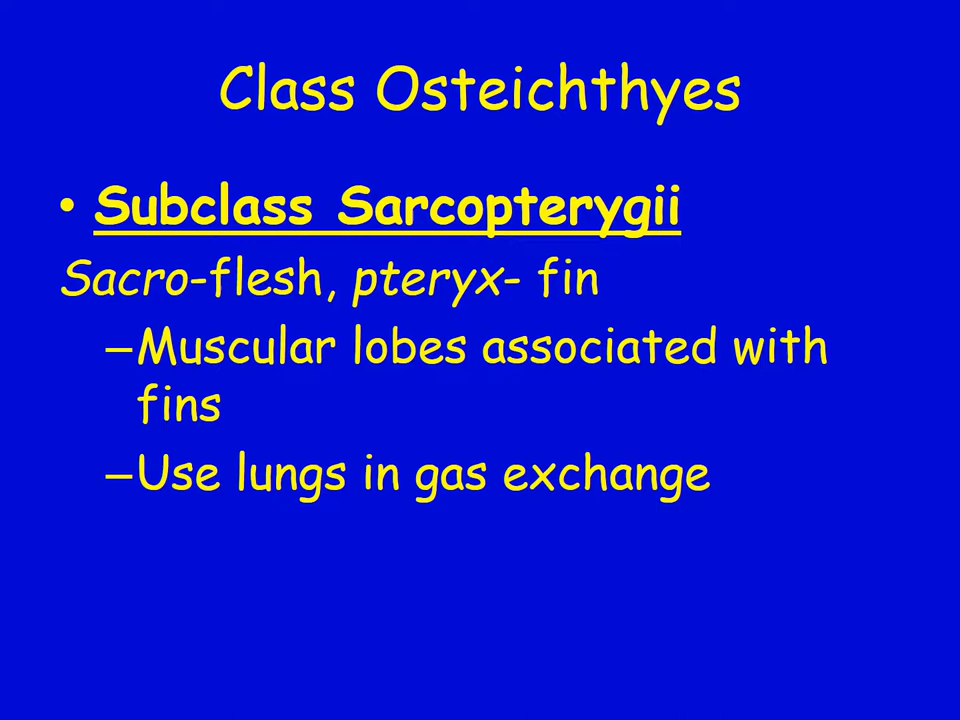 Class Osteichthyes
• Subclass Sarcopterygii
Sacro-flesh, pteryx- fin
–Muscular lobes associated with
fins
–Use lungs in gas exchange